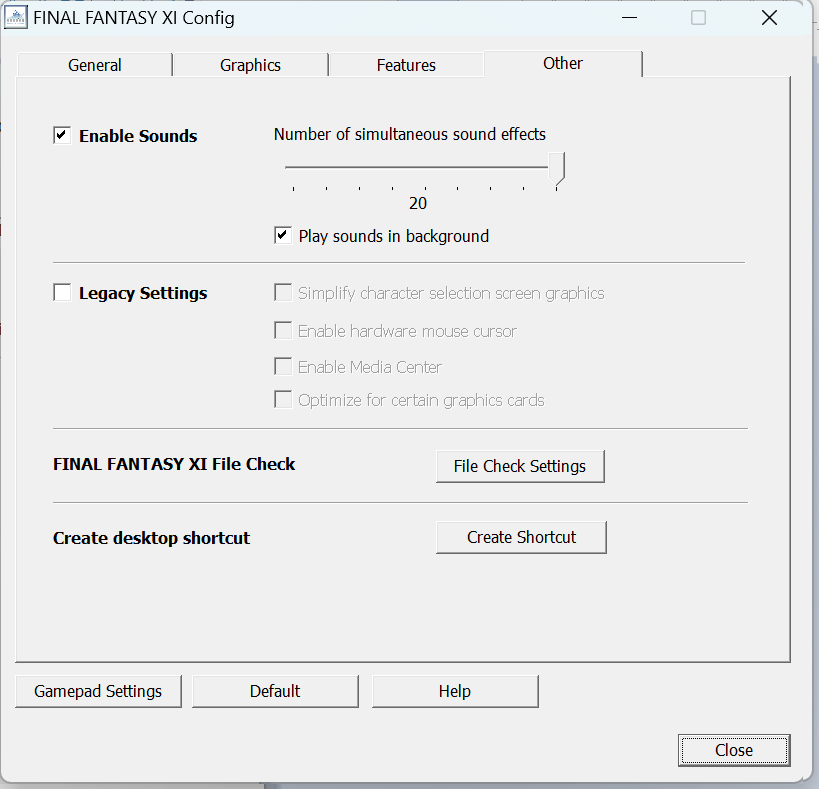 FINAL FANTASY XI Config
General
Graphics
Features
Other
Enable Sounds
Number of simultaneous sound effects
20
Play sounds in background
Legacy Settings
Simplify character selection screen graphics
Enable hardware mouse cursor
Enable Media Center
Optimize for certain graphics cards
FINAL FANTASY XI File Check
File Check Settings
Create desktop shortcut
Create Shortcut
Gamepad Settings
Default
Help
Close